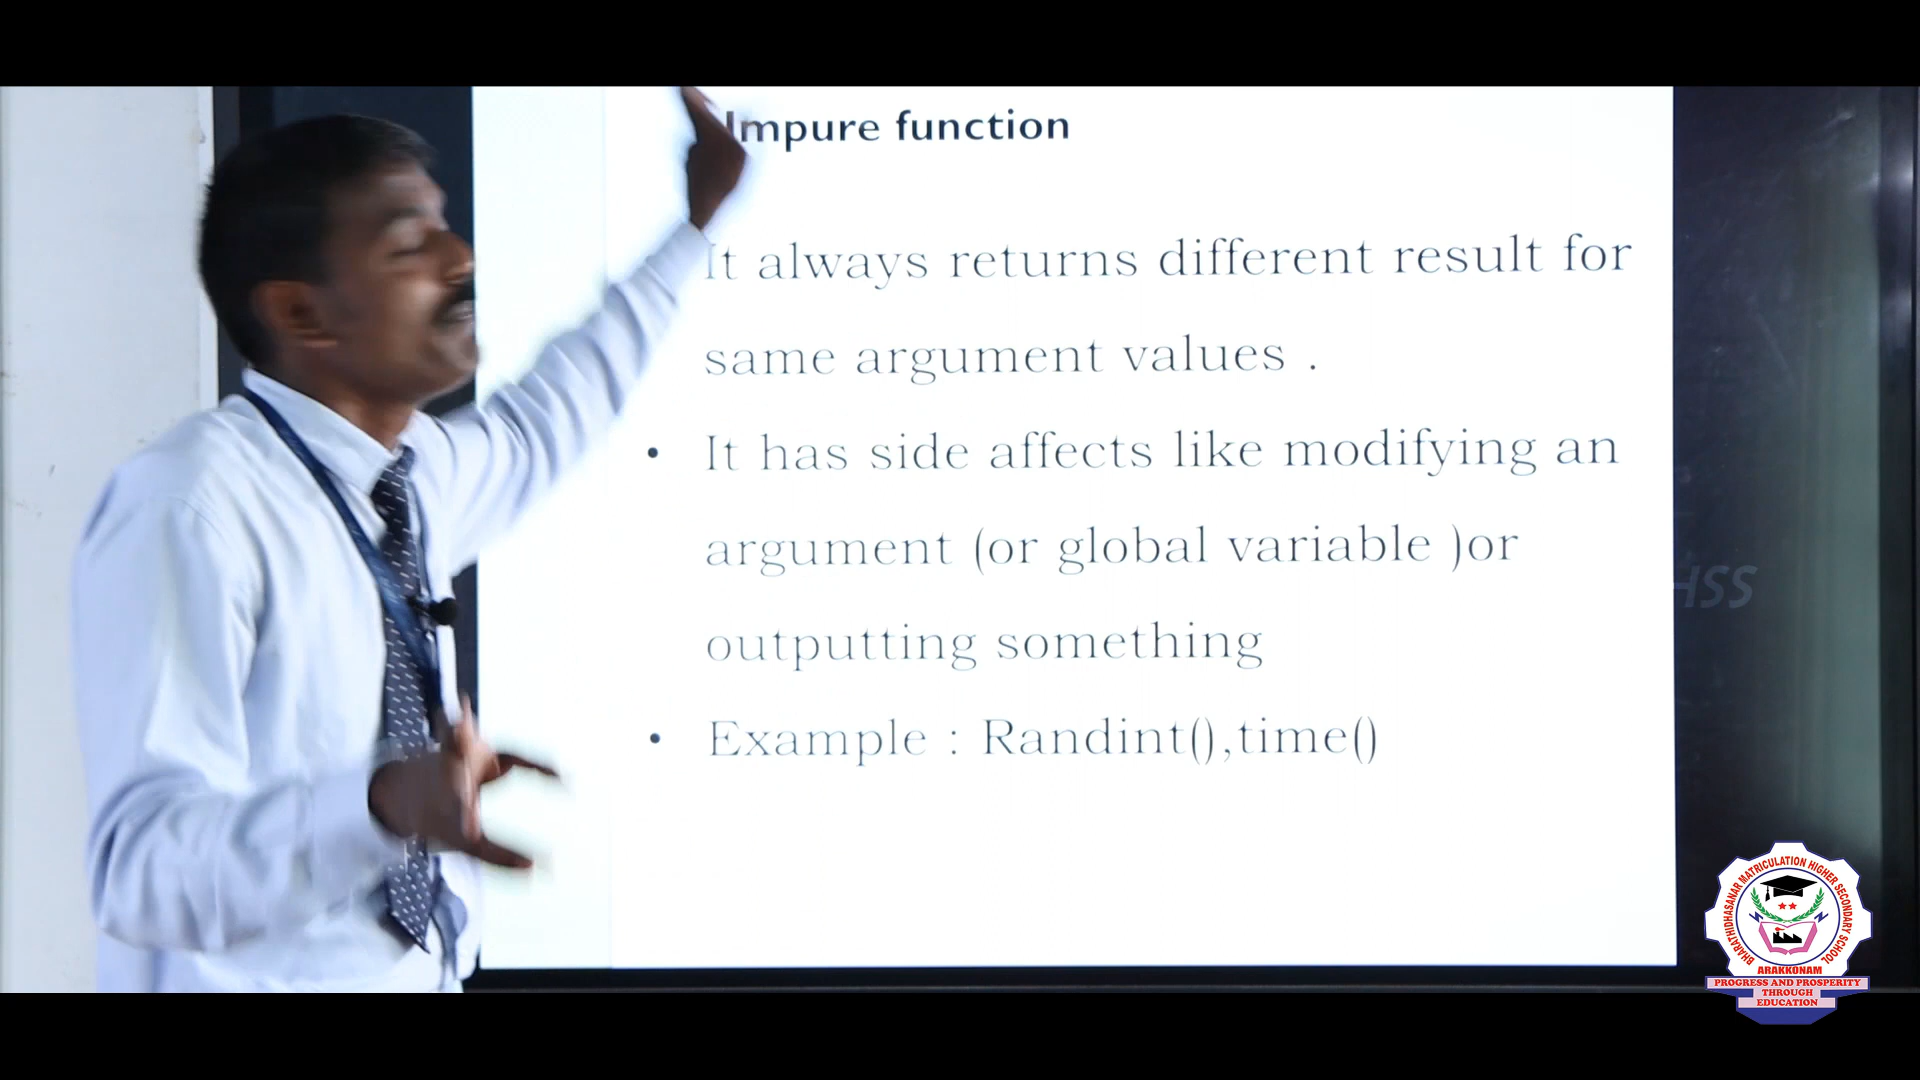 Impure function
It always returns different result for
same argument values .
• It has side affects like modifying an
argument (or global variable )or
outputting something
• Example : Randint(),time()
HSS
BHARATHIDHASANAR MATRICULATION HIGHER SECONDARY SCHOOL
ARAKKONAM
PROGRESS AND PROSPERITY
THROUGH
EDUCATION